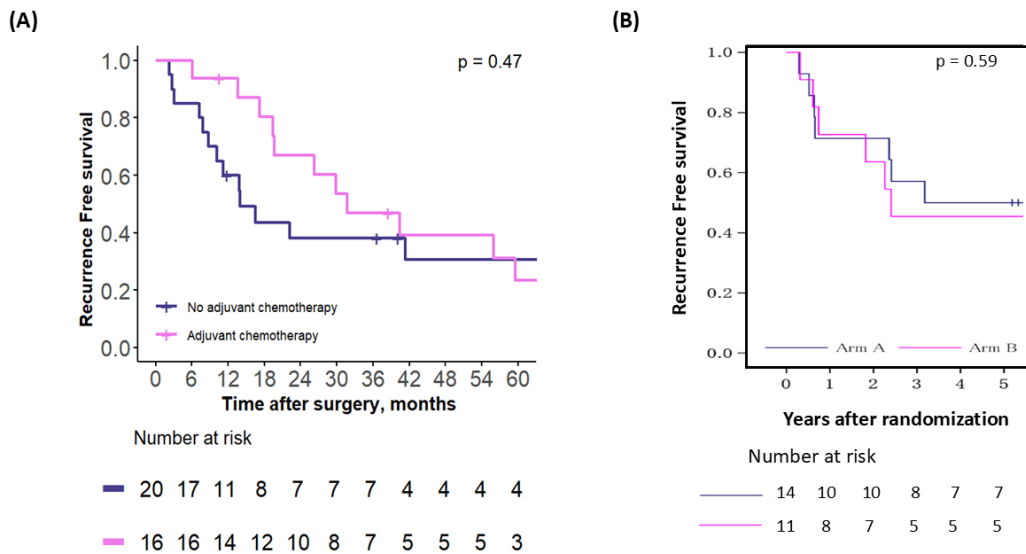 (A)
p = 0.47
Recurrence Free survival
1.0
0.8
0.6
0.4
0.2
0.0
No adjuvant chemotherapy
Adjuvant chemotherapy
0 6 12 18 24 30 36 42 48 54 60
Time after surgery, months
Number at risk
20 17 11 8 7 7 7 4 4 4 4
16 16 14 12 10 8 7 5 5 5 3
(B)
p = 0.59
Recurrence Free survival
1.0
0.8
0.6
0.4
0.2
0.0
Arm A Arm B
0 1 2 3 4 5
Years after randomization
Number at risk
14 10 10 8 7 7
11 8 7 5 5 5